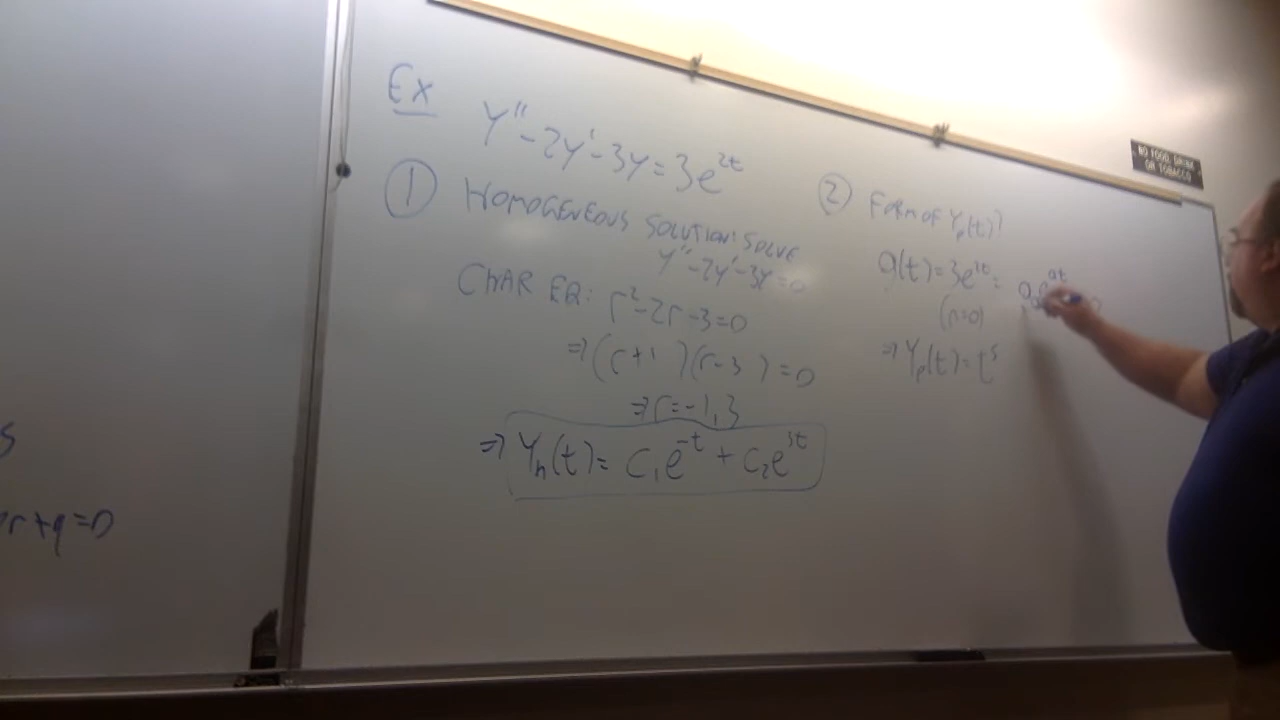 Ex y'' - 2y' - 3y = 3e^{2t}
① HOMOGENEOUS SOLUTION: SOLVE
y'' - 2y' - 3y = 0
CHAR EQ: r² - 2r - 3 = 0
⇒ (r+1)(r-3) = 0
⇒ r = -1, 3
⇒ Y_h(t) = C₁e^{-t} + C₂e^{3t}
② FORM OF Y_p(t)?
g(t) = 3e^{2t} =
(n=0)
⇒ Y_p(t) = t^s
NO FOOD, DRINK
OR TOBACCO
r+q=0